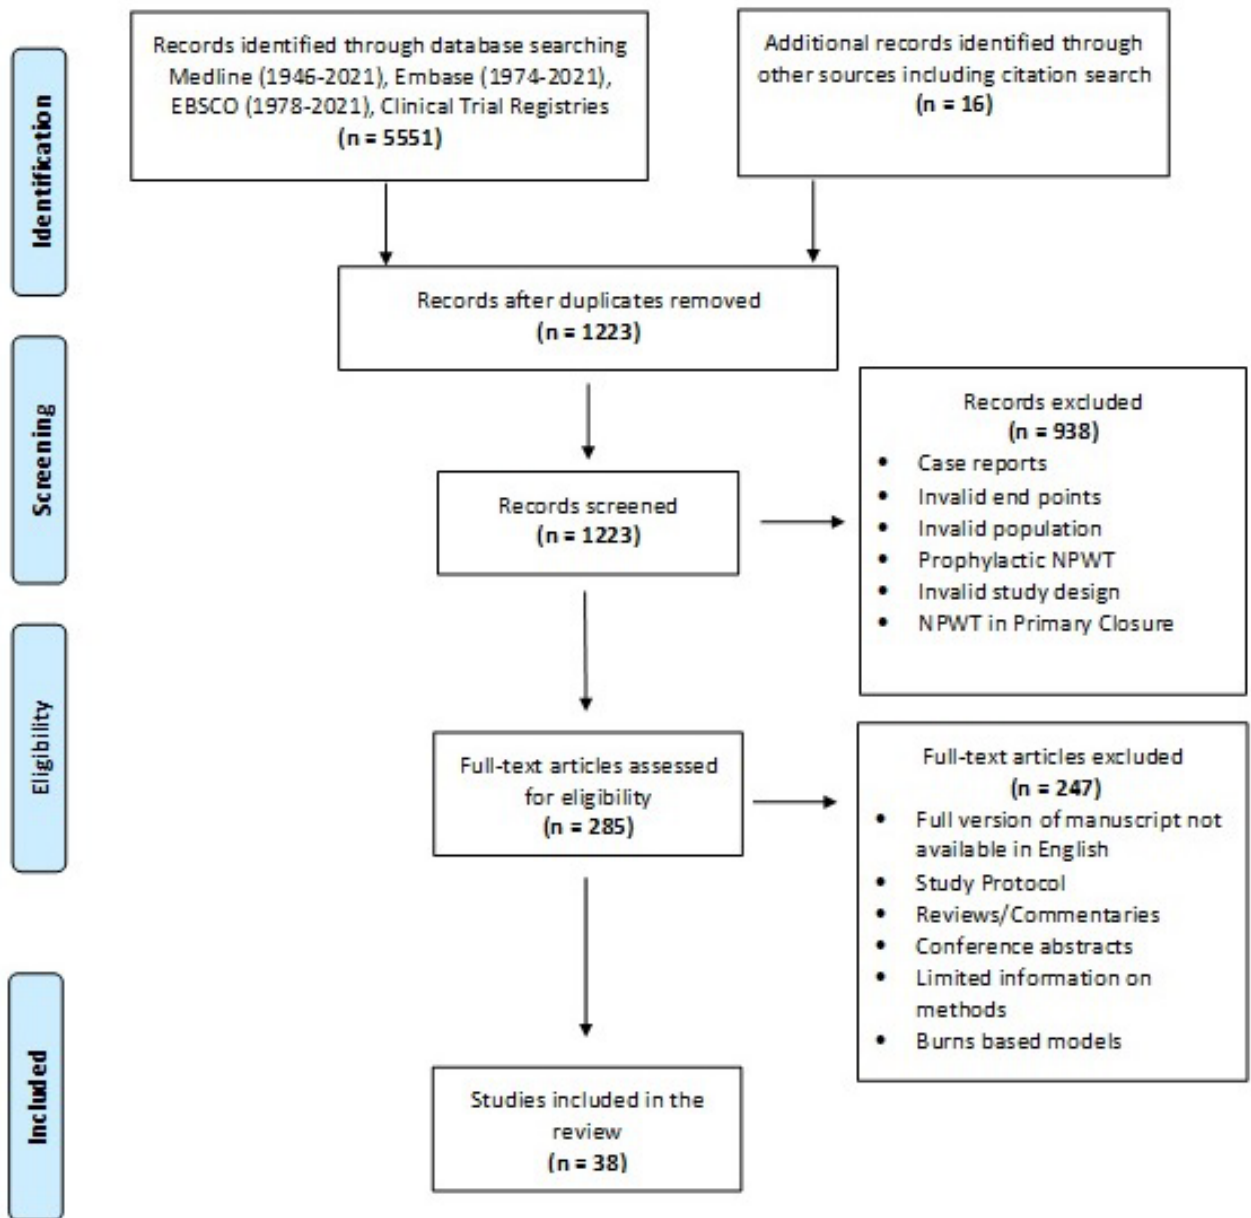 Identification
Records identified through database searching
Medline (1946-2021), Embase (1974-2021),
EBSCO (1978-2021), Clinical Trial Registries
(n = 5551)
Additional records identified through
other sources including citation search
(n = 16)
Records after duplicates removed
(n = 1223)
Screening
Records screened
(n = 1223)
Records excluded
(n = 938)
• Case reports
• Invalid end points
• Invalid population
• Prophylactic NPWT
• Invalid study design
• NPWT in Primary Closure
Eligibility
Full-text articles assessed
for eligibility
(n = 285)
Full-text articles excluded
(n = 247)
• Full version of manuscript not
available in English
• Study Protocol
• Reviews/Commentaries
• Conference abstracts
• Limited information on
methods
• Burns based models
Included
Studies included in the
review
(n = 38)